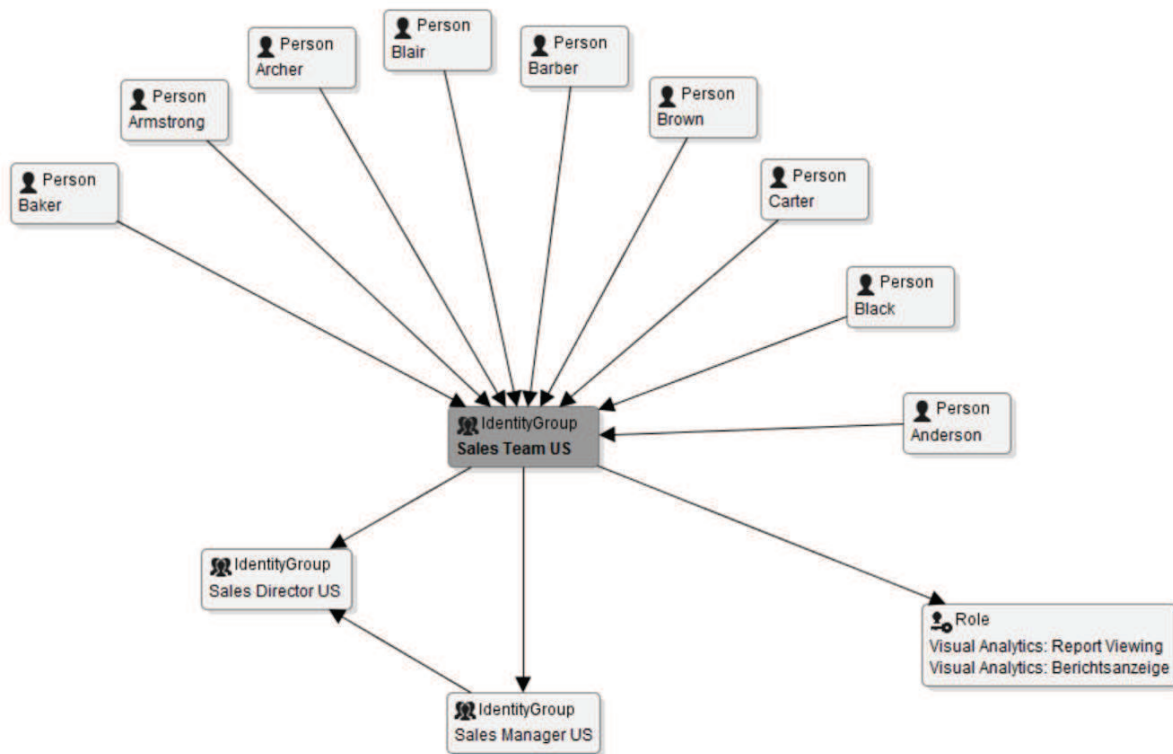 Person
Blair
Person
Archer
Person
Barber
Person
Armstrong
Person
Brown
Person
Baker
Person
Carter
Person
Black
Person
Anderson
IdentityGroup
Sales Team US
IdentityGroup
Sales Director US
Role
Visual Analytics: Report Viewing
Visual Analytics: Berichtsanzeige
IdentityGroup
Sales Manager US